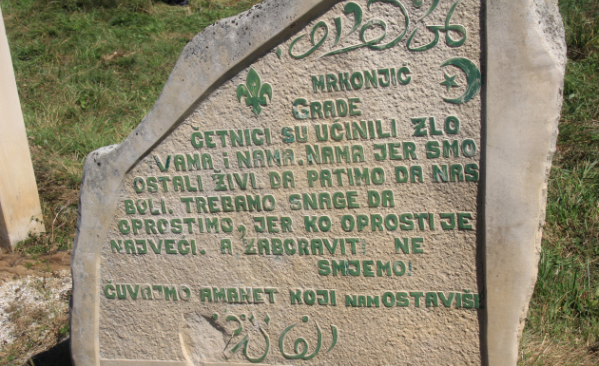 MRKONJIĆ
GRADE
ČETNICI SU UČINILI ZLO
VAMA I NAMA. NAMA JER SMO
OSTALI ŽIVI DA PATIMO DA NAS
BOLI. TREBAMO SNAGE DA
OPROSTIMO, JER KO OPROSTI JE
NAJVEĆI. A ZABORAVITI NE
SMJEMO!
ČUVAJMO AMANET KOJI NAM OSTAVIŠE